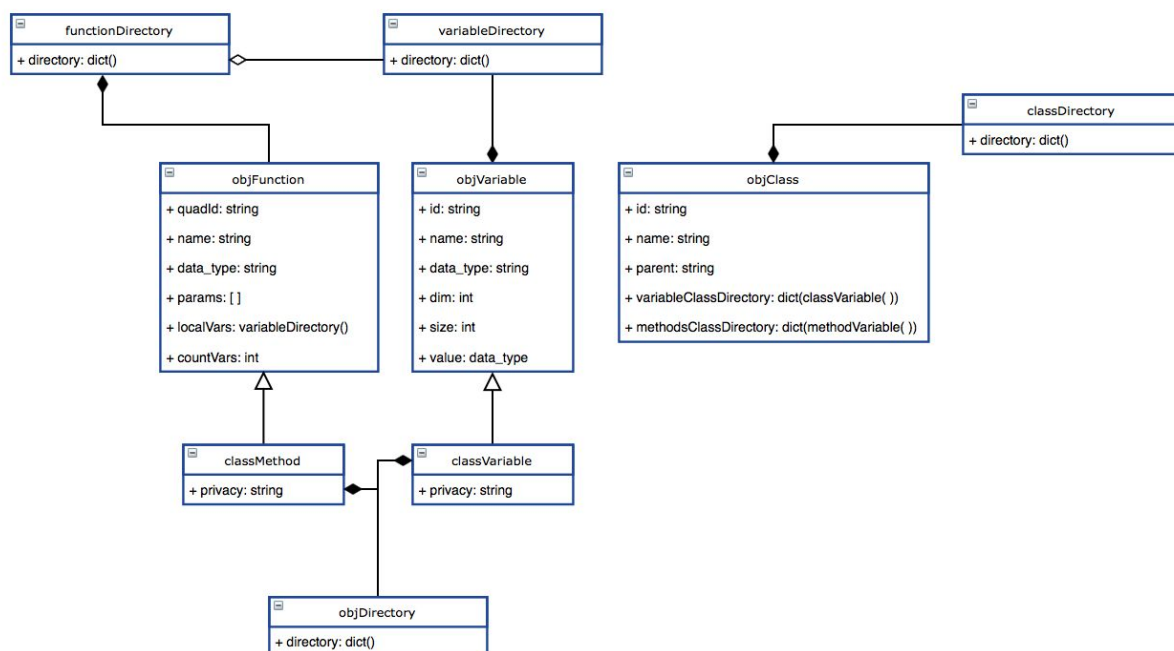 functionDirectory
+ directory: dict()
variableDirectory
+ directory: dict()
classDirectory
+ directory: dict()
objFunction
+ quadId: string
+ name: string
+ data_type: string
+ params: [ ]
+ localVars: variableDirectory()
+ countVars: int
objVariable
+ id: string
+ name: string
+ data_type: string
+ dim: int
+ size: int
+ value: data_type
objClass
+ id: string
+ name: string
+ parent: string
+ variableClassDirectory: dict(classVariable( ))
+ methodsClassDirectory: dict(methodVariable( ))
classMethod
+ privacy: string
classVariable
+ privacy: string
objDirectory
+ directory: dict()